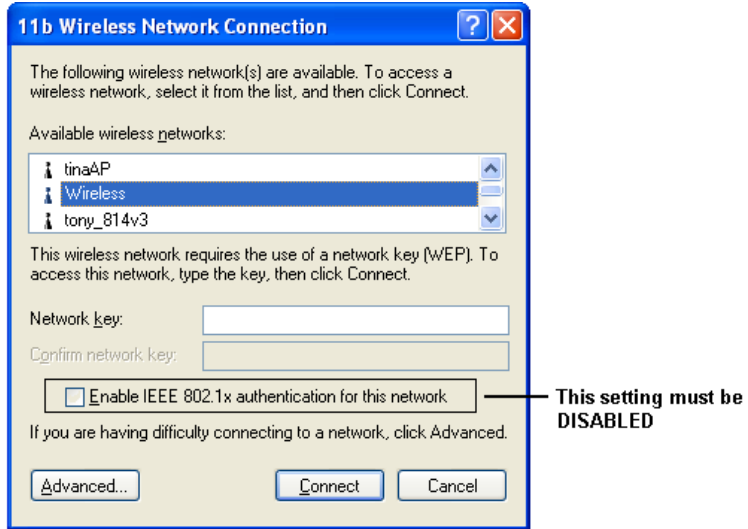 11b Wireless Network Connection
The following wireless network(s) are available. To access a
wireless network, select it from the list, and then click Connect.
Available wireless networks:
tinaAP
Wireless
tony_814v3
This wireless network requires the use of a network key (WEP). To
access this network, type the key, then click Connect.
Network key:
Confirm network key:
Enable IEEE 802.1x authentication for this network
This setting must be
DISABLED
If you are having difficulty connecting to a network, click Advanced.
Advanced... Connect Cancel